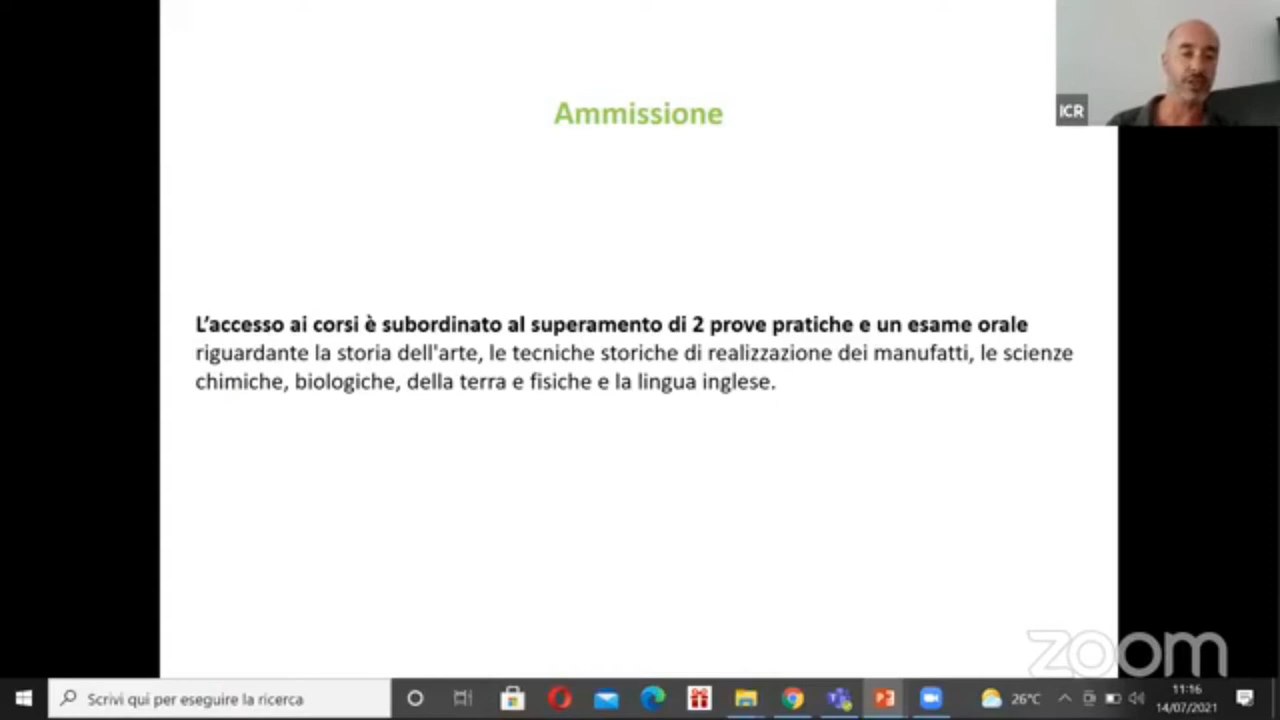 Ammissione
ICR
L’accesso ai corsi è subordinato al superamento di 2 prove pratiche e un esame orale
riguardante la storia dell'arte, le tecniche storiche di realizzazione dei manufatti, le scienze
chimiche, biologiche, della terra e fisiche e la lingua inglese.
zoom
Scrivi qui per eseguire la ricerca
26°C
11:16
14/07/2021